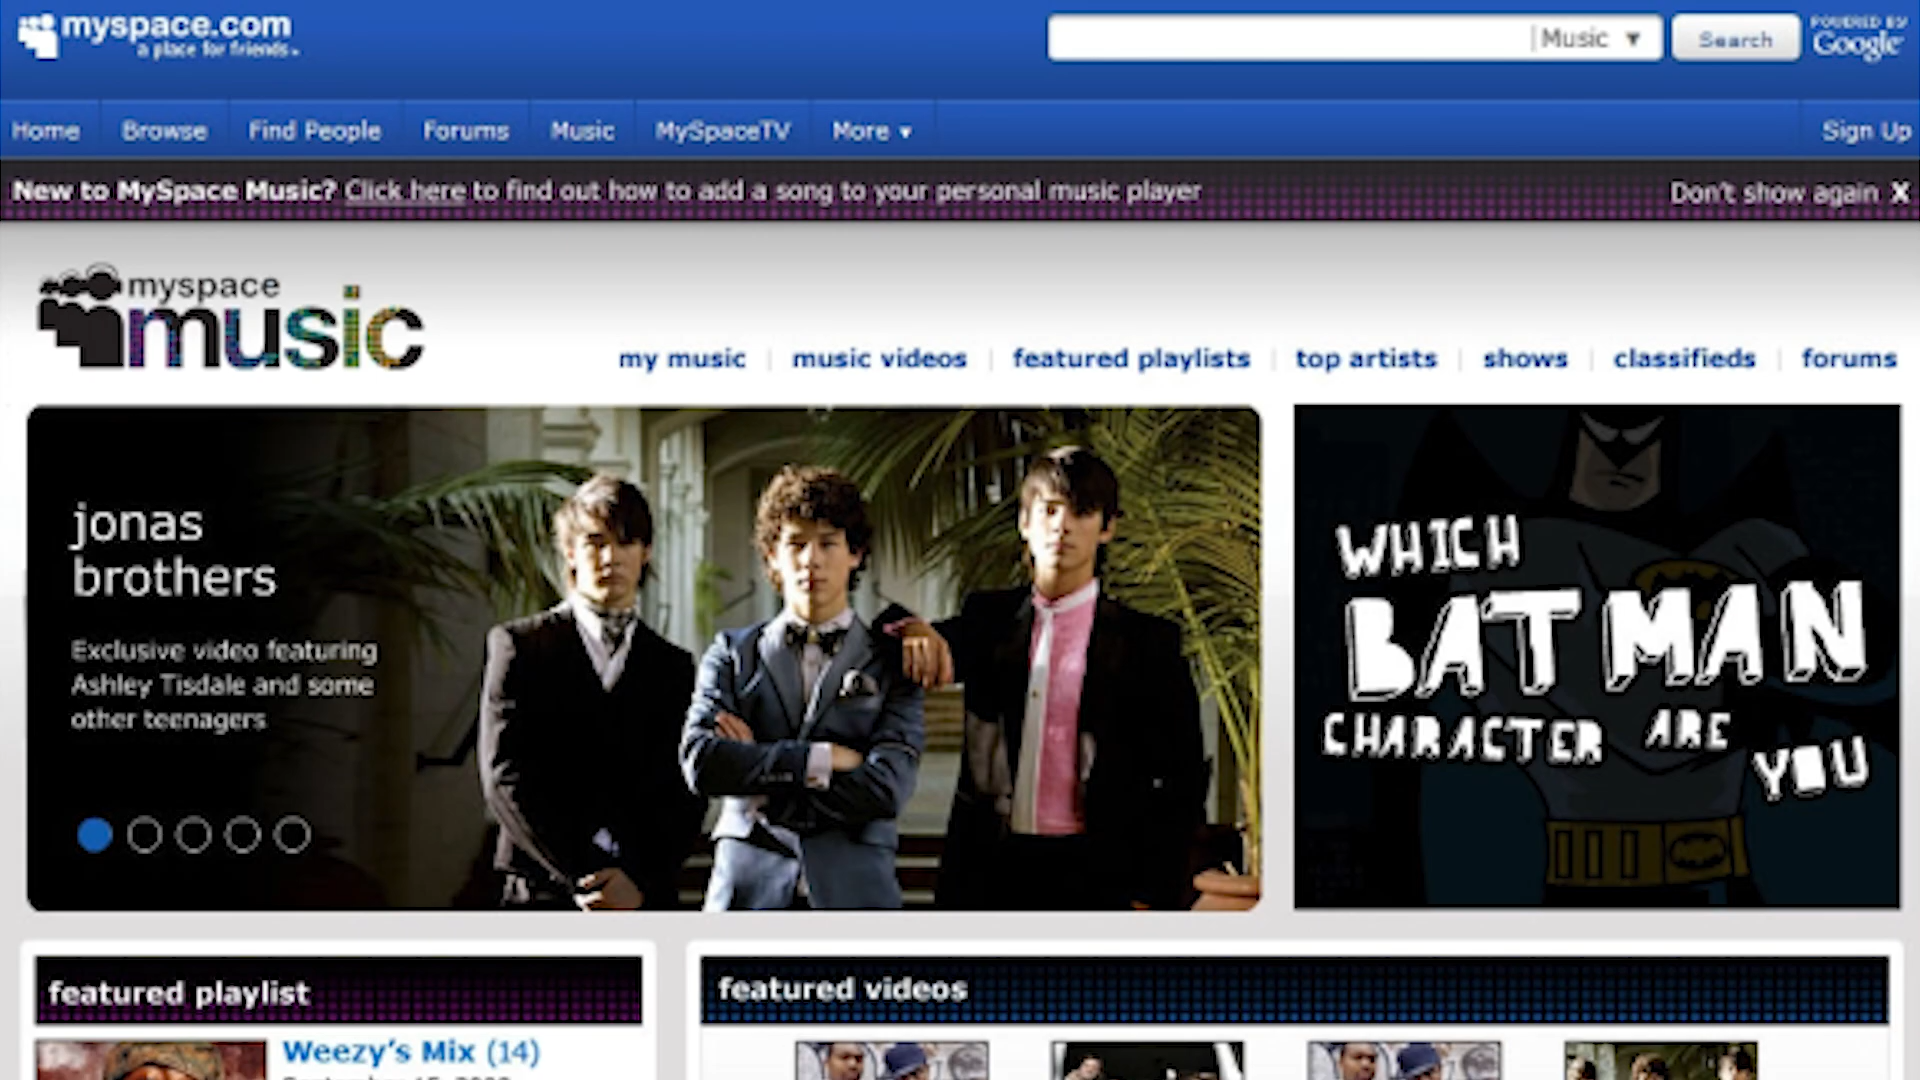 myspace.com
a place for friends
Music ▼
Search
POWERED BY
Google
Home
Browse
Find People
Forums
Music
MySpaceTV
More ▼
Sign Up
New to MySpace Music? Click here to find out how to add a song to your personal music player
Don't show again X
myspace
music
my music
music videos
featured playlists
top artists
shows
classifieds
forums
jonas
brothers
Exclusive video featuring
Ashley Tisdale and some
other teenagers
WHICH
BATMAN
CHARACTER ARE
YOU
featured playlist
featured videos
Weezy's Mix (14)